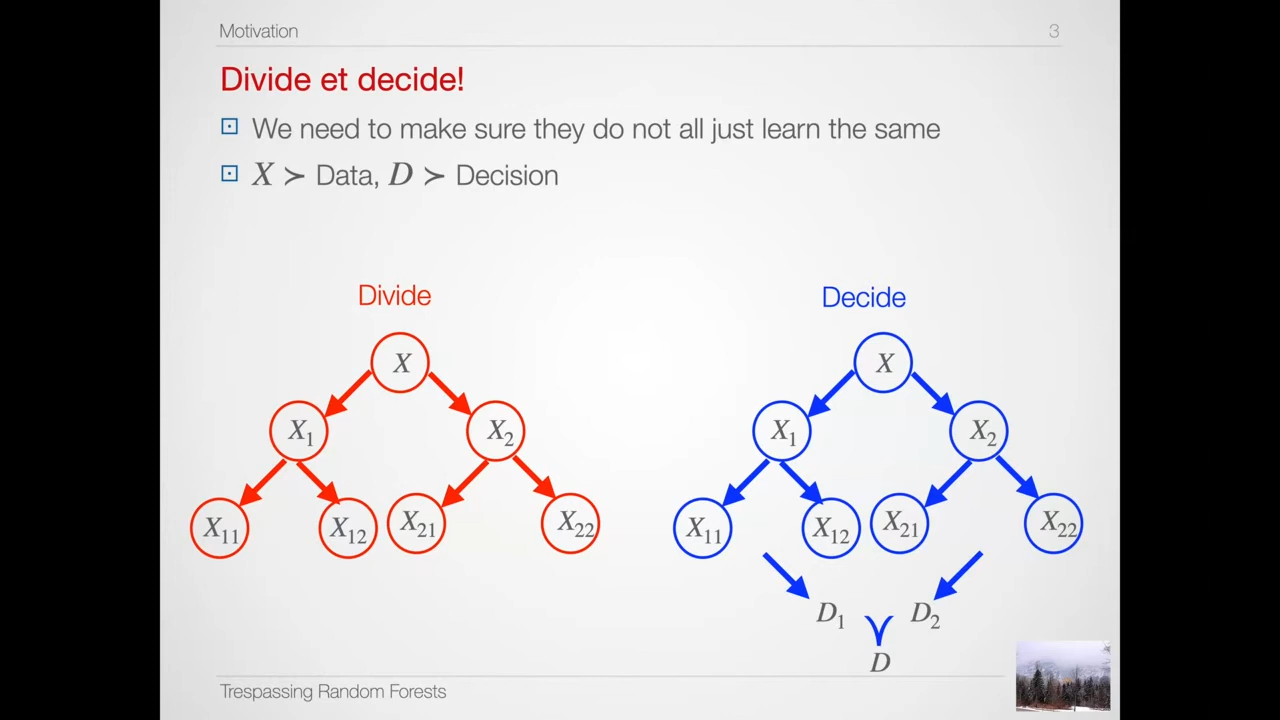 Motivation 3
Divide et decide!
We need to make sure they do not all just learn the same
X ≻ Data, D ≻ Decision
Divide
X
X1 X2
X11 X12 X21 X22
Decide
X
X1 X2
X11 X12 X21 X22
D1 D2
D
Trespassing Random Forests